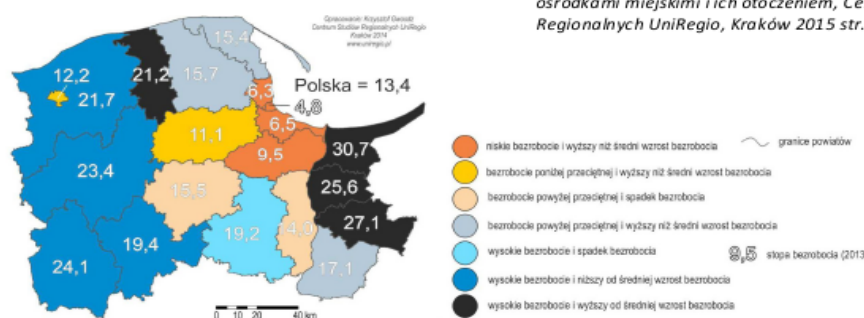 ośrodkami miejskimi i ich otoczeniem, Ce
Regionalnych UniRegio, Kraków 2015 str.
Opracowanie: Krzysztof Gwosdz
Centrum Studiów Regionalnych UniRegio
Kraków 2014
www.uniregio.pl
15,4
12,2
21,2
15,7
21,7
6,3
Polska = 13,4
4,8
11,1
6,5
9,5
30,7
23,4
15,5
25,6
14,0
27,1
19,4
19,2
24,1
17,1
0 10 20 40 km
niskie bezrobocie i wyższy niż średni wzrost bezrobocia
granice powiatów
bezrobocie poniżej przeciętnej i wyższy niż średni wzrost bezrobocia
bezrobocie powyżej przeciętnej i spadek bezrobocia
bezrobocie powyżej przeciętnej i wyższy niż średni wzrost bezrobocia
wysokie bezrobocie i spadek bezrobocia
9,5 stopa bezrobocia (2013
wysokie bezrobocie i niższy od średniej wzrost bezrobocia
wysokie bezrobocie i wyższy od średniej wzrost bezrobocia